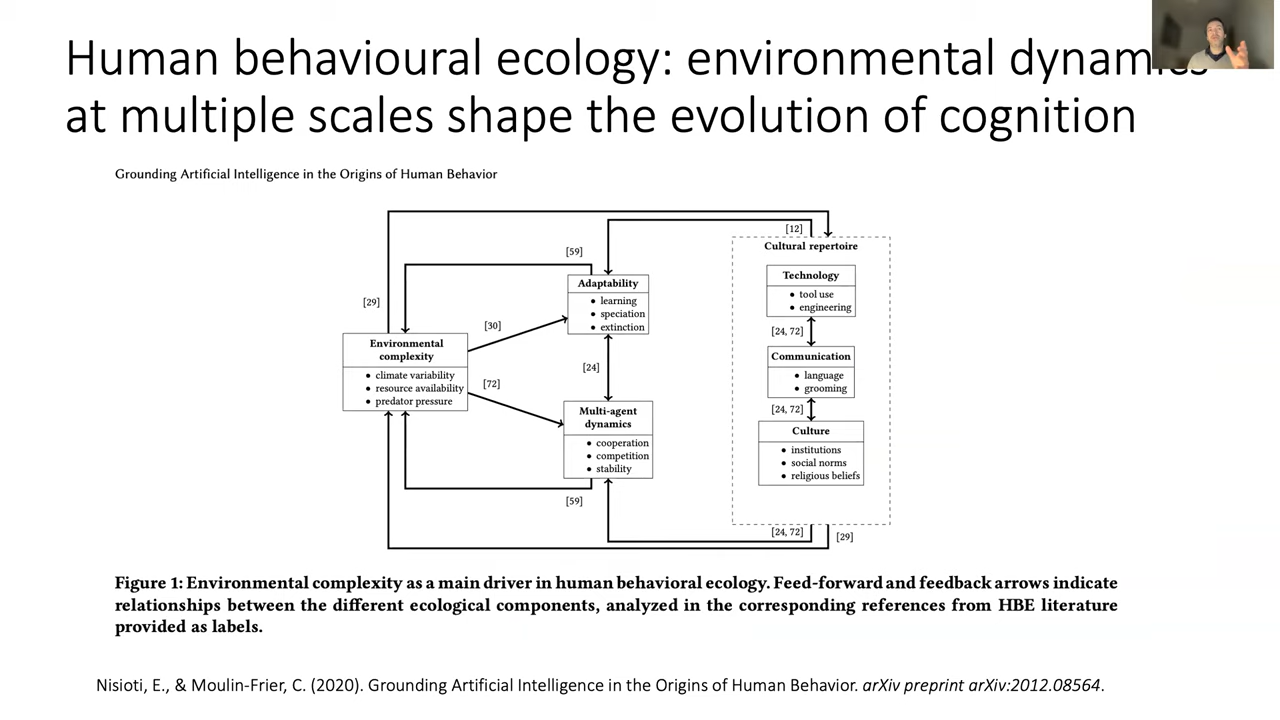 Human behavioural ecology: environmental dynamics
at multiple scales shape the evolution of cognition
Grounding Artificial Intelligence in the Origins of Human Behavior
[12]
Cultural repertoire
[59]
Technology
• tool use
• engineering
Adaptability
• learning
• speciation
• extinction
[29]
[30]
[24, 72]
Environmental
complexity
• climate variability
• resource availability
• predator pressure
Communication
• language
• grooming
[24]
[72]
[24, 72]
Multi-agent
dynamics
• cooperation
• competition
• stability
Culture
• institutions
• social norms
• religious beliefs
[59]
[24, 72]
[29]
Figure 1: Environmental complexity as a main driver in human behavioral ecology. Feed-forward and feedback arrows indicate
relationships between the different ecological components, analyzed in the corresponding references from HBE literature
provided as labels.
Nisioti, E., & Moulin-Frier, C. (2020). Grounding Artificial Intelligence in the Origins of Human Behavior. arXiv preprint arXiv:2012.08564.